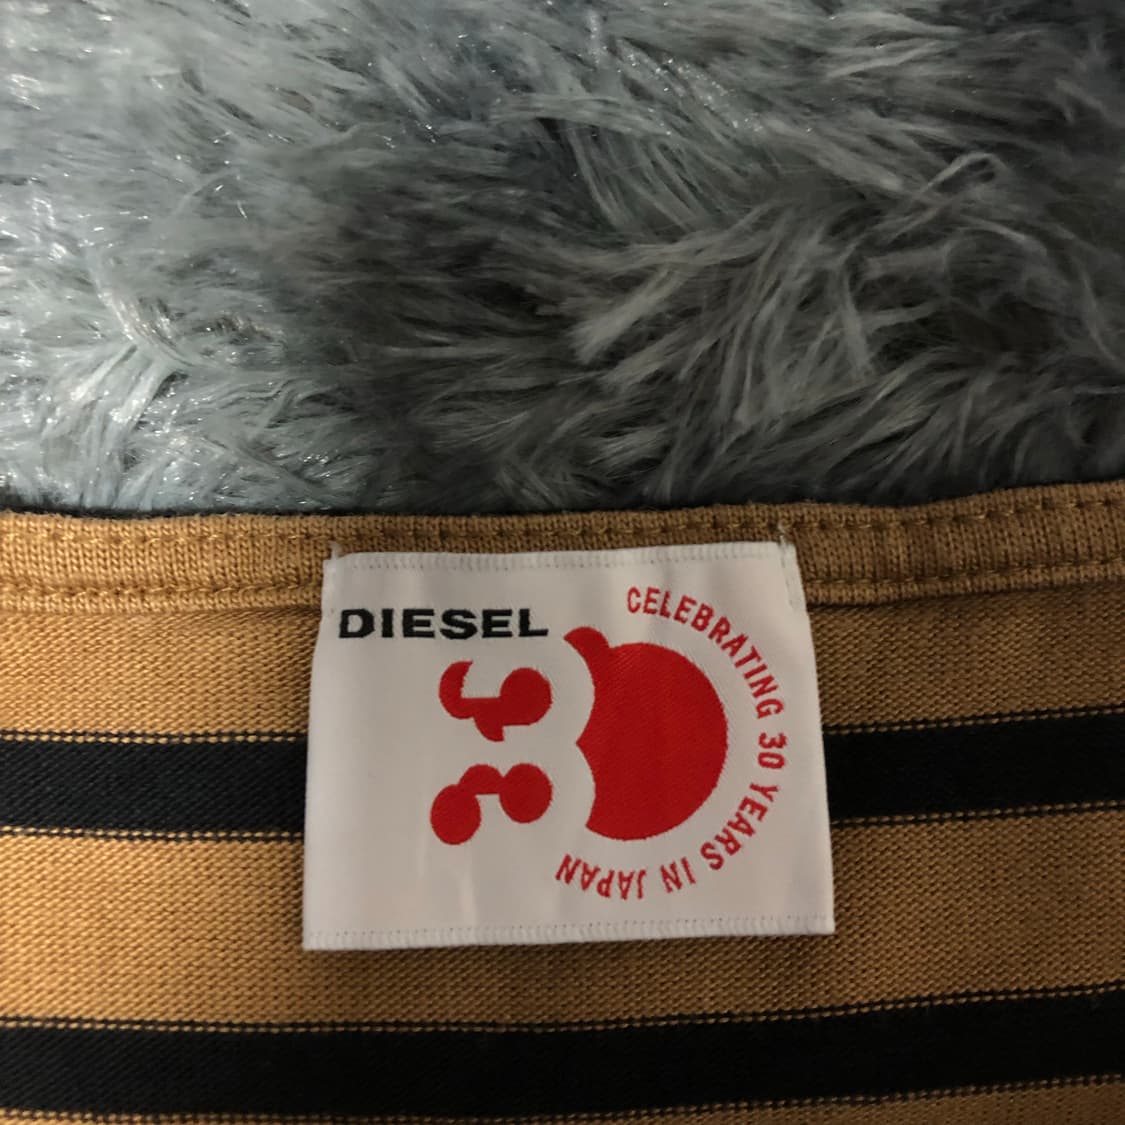 DIESEL
CELEBRATING 30 YEARS IN JAPAN